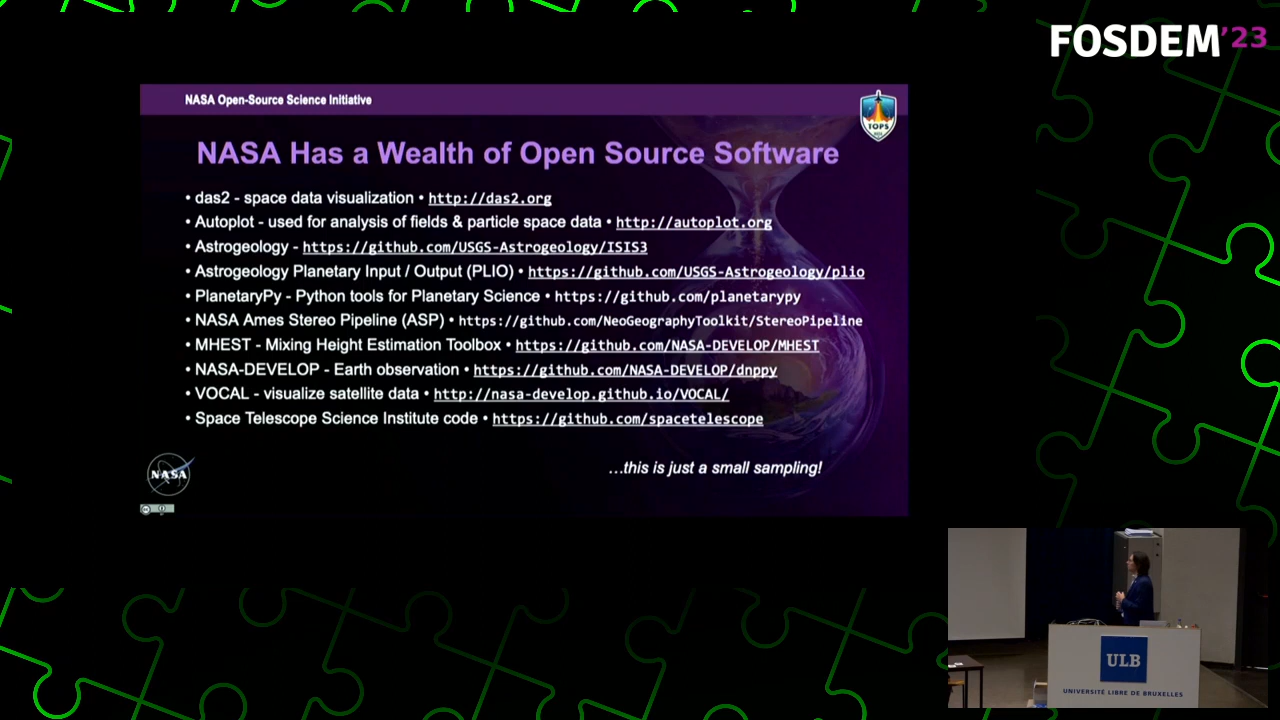 FOSDEM'23
NASA Open-Source Science Initiative
TOPS
NASA Has a Wealth of Open Source Software
• das2 - space data visualization • http://das2.org
• Autoplot - used for analysis of fields & particle space data • http://autoplot.org
• Astrogeology - https://github.com/USGS-Astrogeology/ISIS3
• Astrogeology Planetary Input / Output (PLIO) • https://github.com/USGS-Astrogeology/plio
• PlanetaryPy - Python tools for Planetary Science • https://github.com/planetarypy
• NASA Ames Stereo Pipeline (ASP) • https://github.com/NeoGeographyToolkit/StereoPipeline
• MHEST - Mixing Height Estimation Toolbox • https://github.com/NASA-DEVELOP/MHEST
• NASA-DEVELOP - Earth observation • https://github.com/NASA-DEVELOP/dnppy
• VOCAL - visualize satellite data • http://nasa-develop.github.io/VOCAL/
• Space Telescope Science Institute code • https://github.com/spacetelescope
...this is just a small sampling!
NASA
ULB
UNIVERSITÉ LIBRE DE BRUXELLES